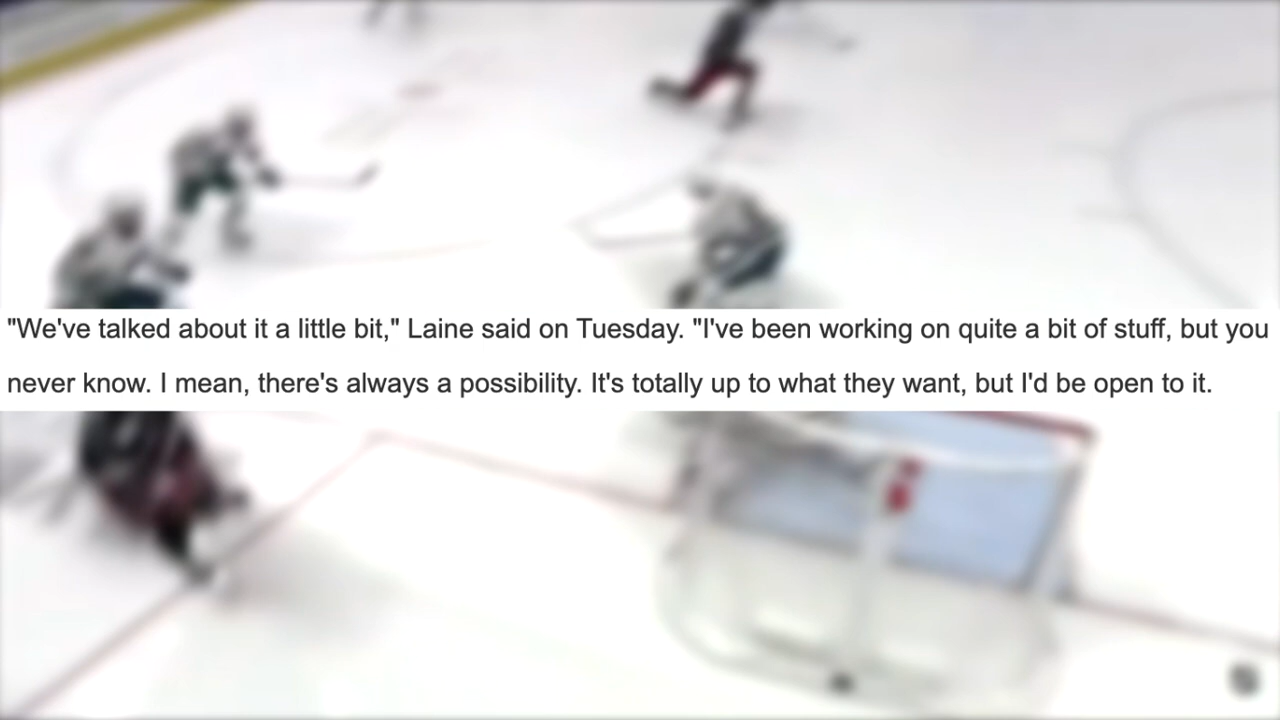 "We've talked about it a little bit," Laine said on Tuesday. "I've been working on quite a bit of stuff, but you
never know. I mean, there's always a possibility. It's totally up to what they want, but I'd be open to it.